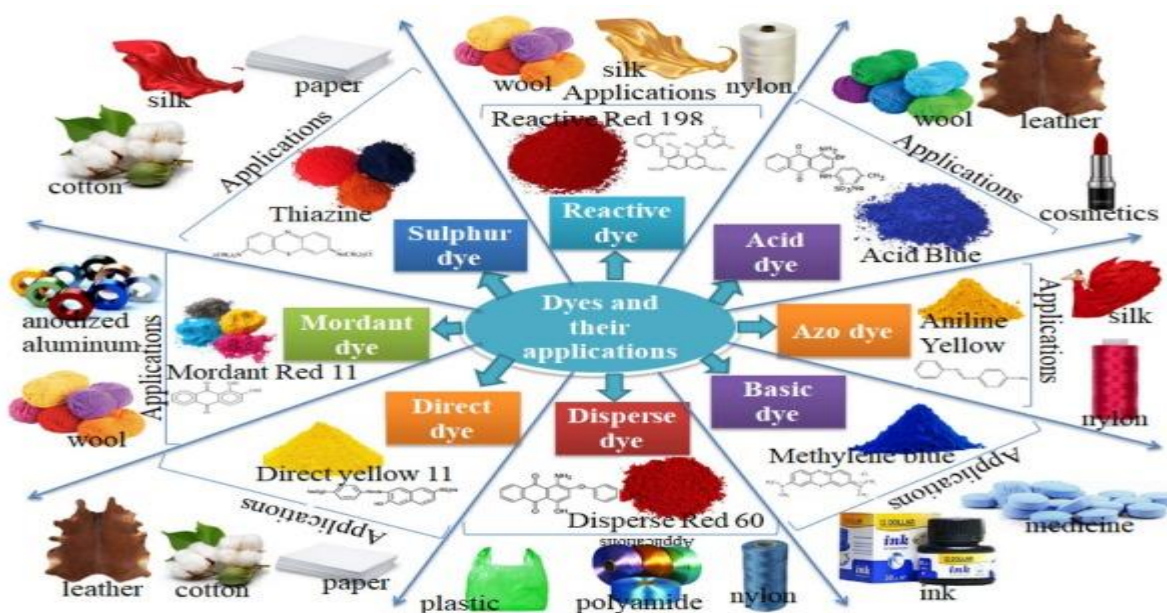 silk
paper
cotton
Applications
Thiazine
Sulphur
dye
wool
silk
nylon
Applications
Reactive Red 198
Reactive
dye
wool
leather
Applications
cosmetics
Acid Blue
Acid
dye
Dyes and
their
applications
anodized
aluminum
Applications
Mordant Red 11
wool
Mordant
dye
Azo dye
Aniline
Yellow
Applications
silk
nylon
Direct
dye
Direct yellow 11
Applications
leather
cotton
paper
Disperse
dye
Disperse Red 60
Applications
plastic
polyamide
nylon
Basic
dye
Methylene blue
Applications
medicine
ink
ink
ink